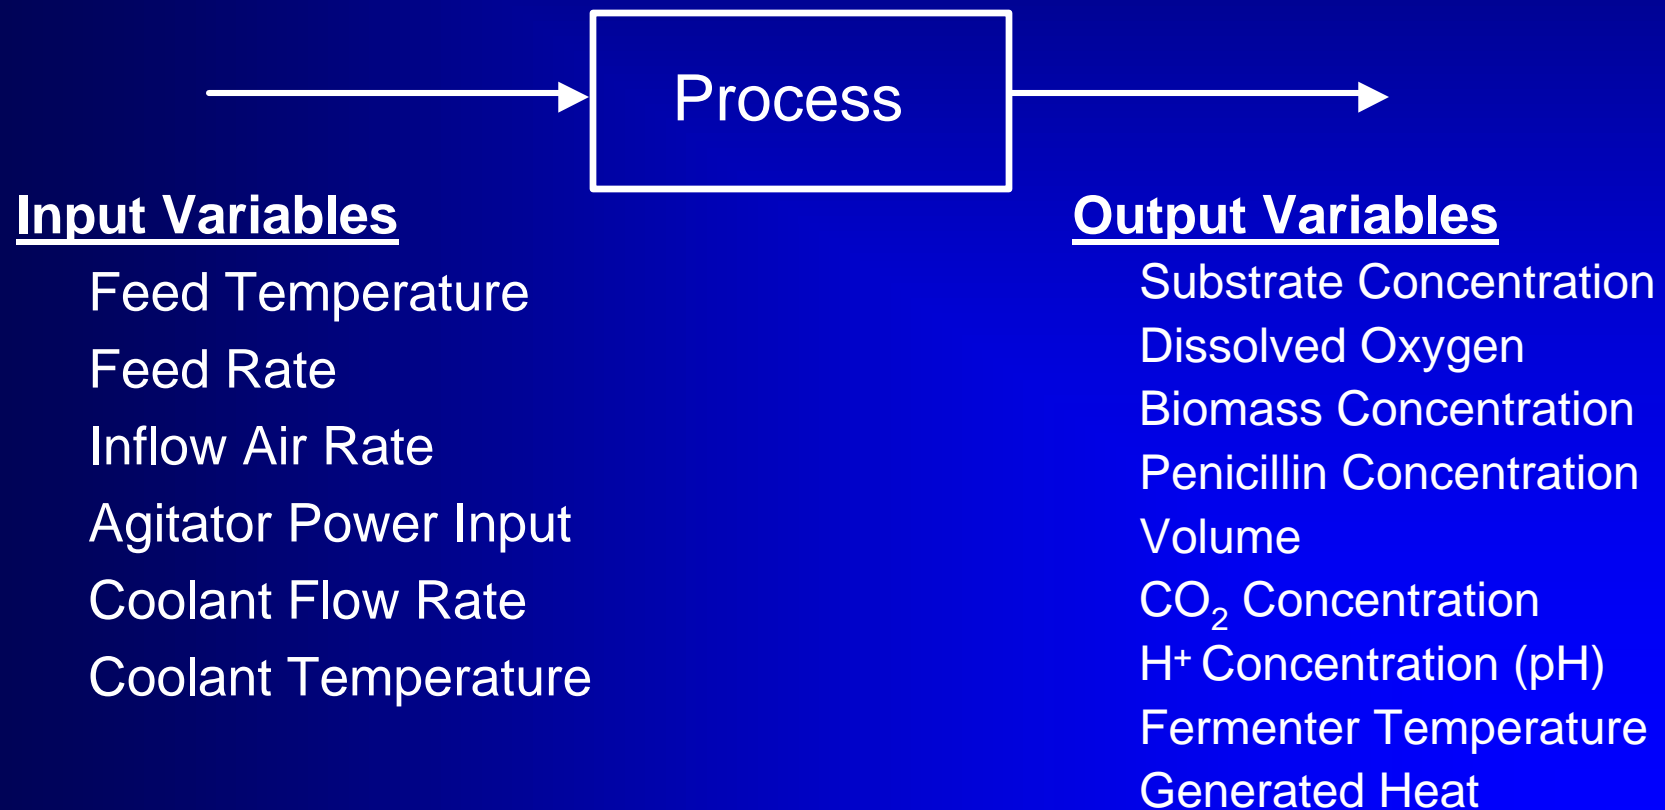 Process
Input Variables
Feed Temperature
Feed Rate
Inflow Air Rate
Agitator Power Input
Coolant Flow Rate
Coolant Temperature
Output Variables
Substrate Concentration
Dissolved Oxygen
Biomass Concentration
Penicillin Concentration
Volume
CO₂ Concentration
H⁺ Concentration (pH)
Fermenter Temperature
Generated Heat